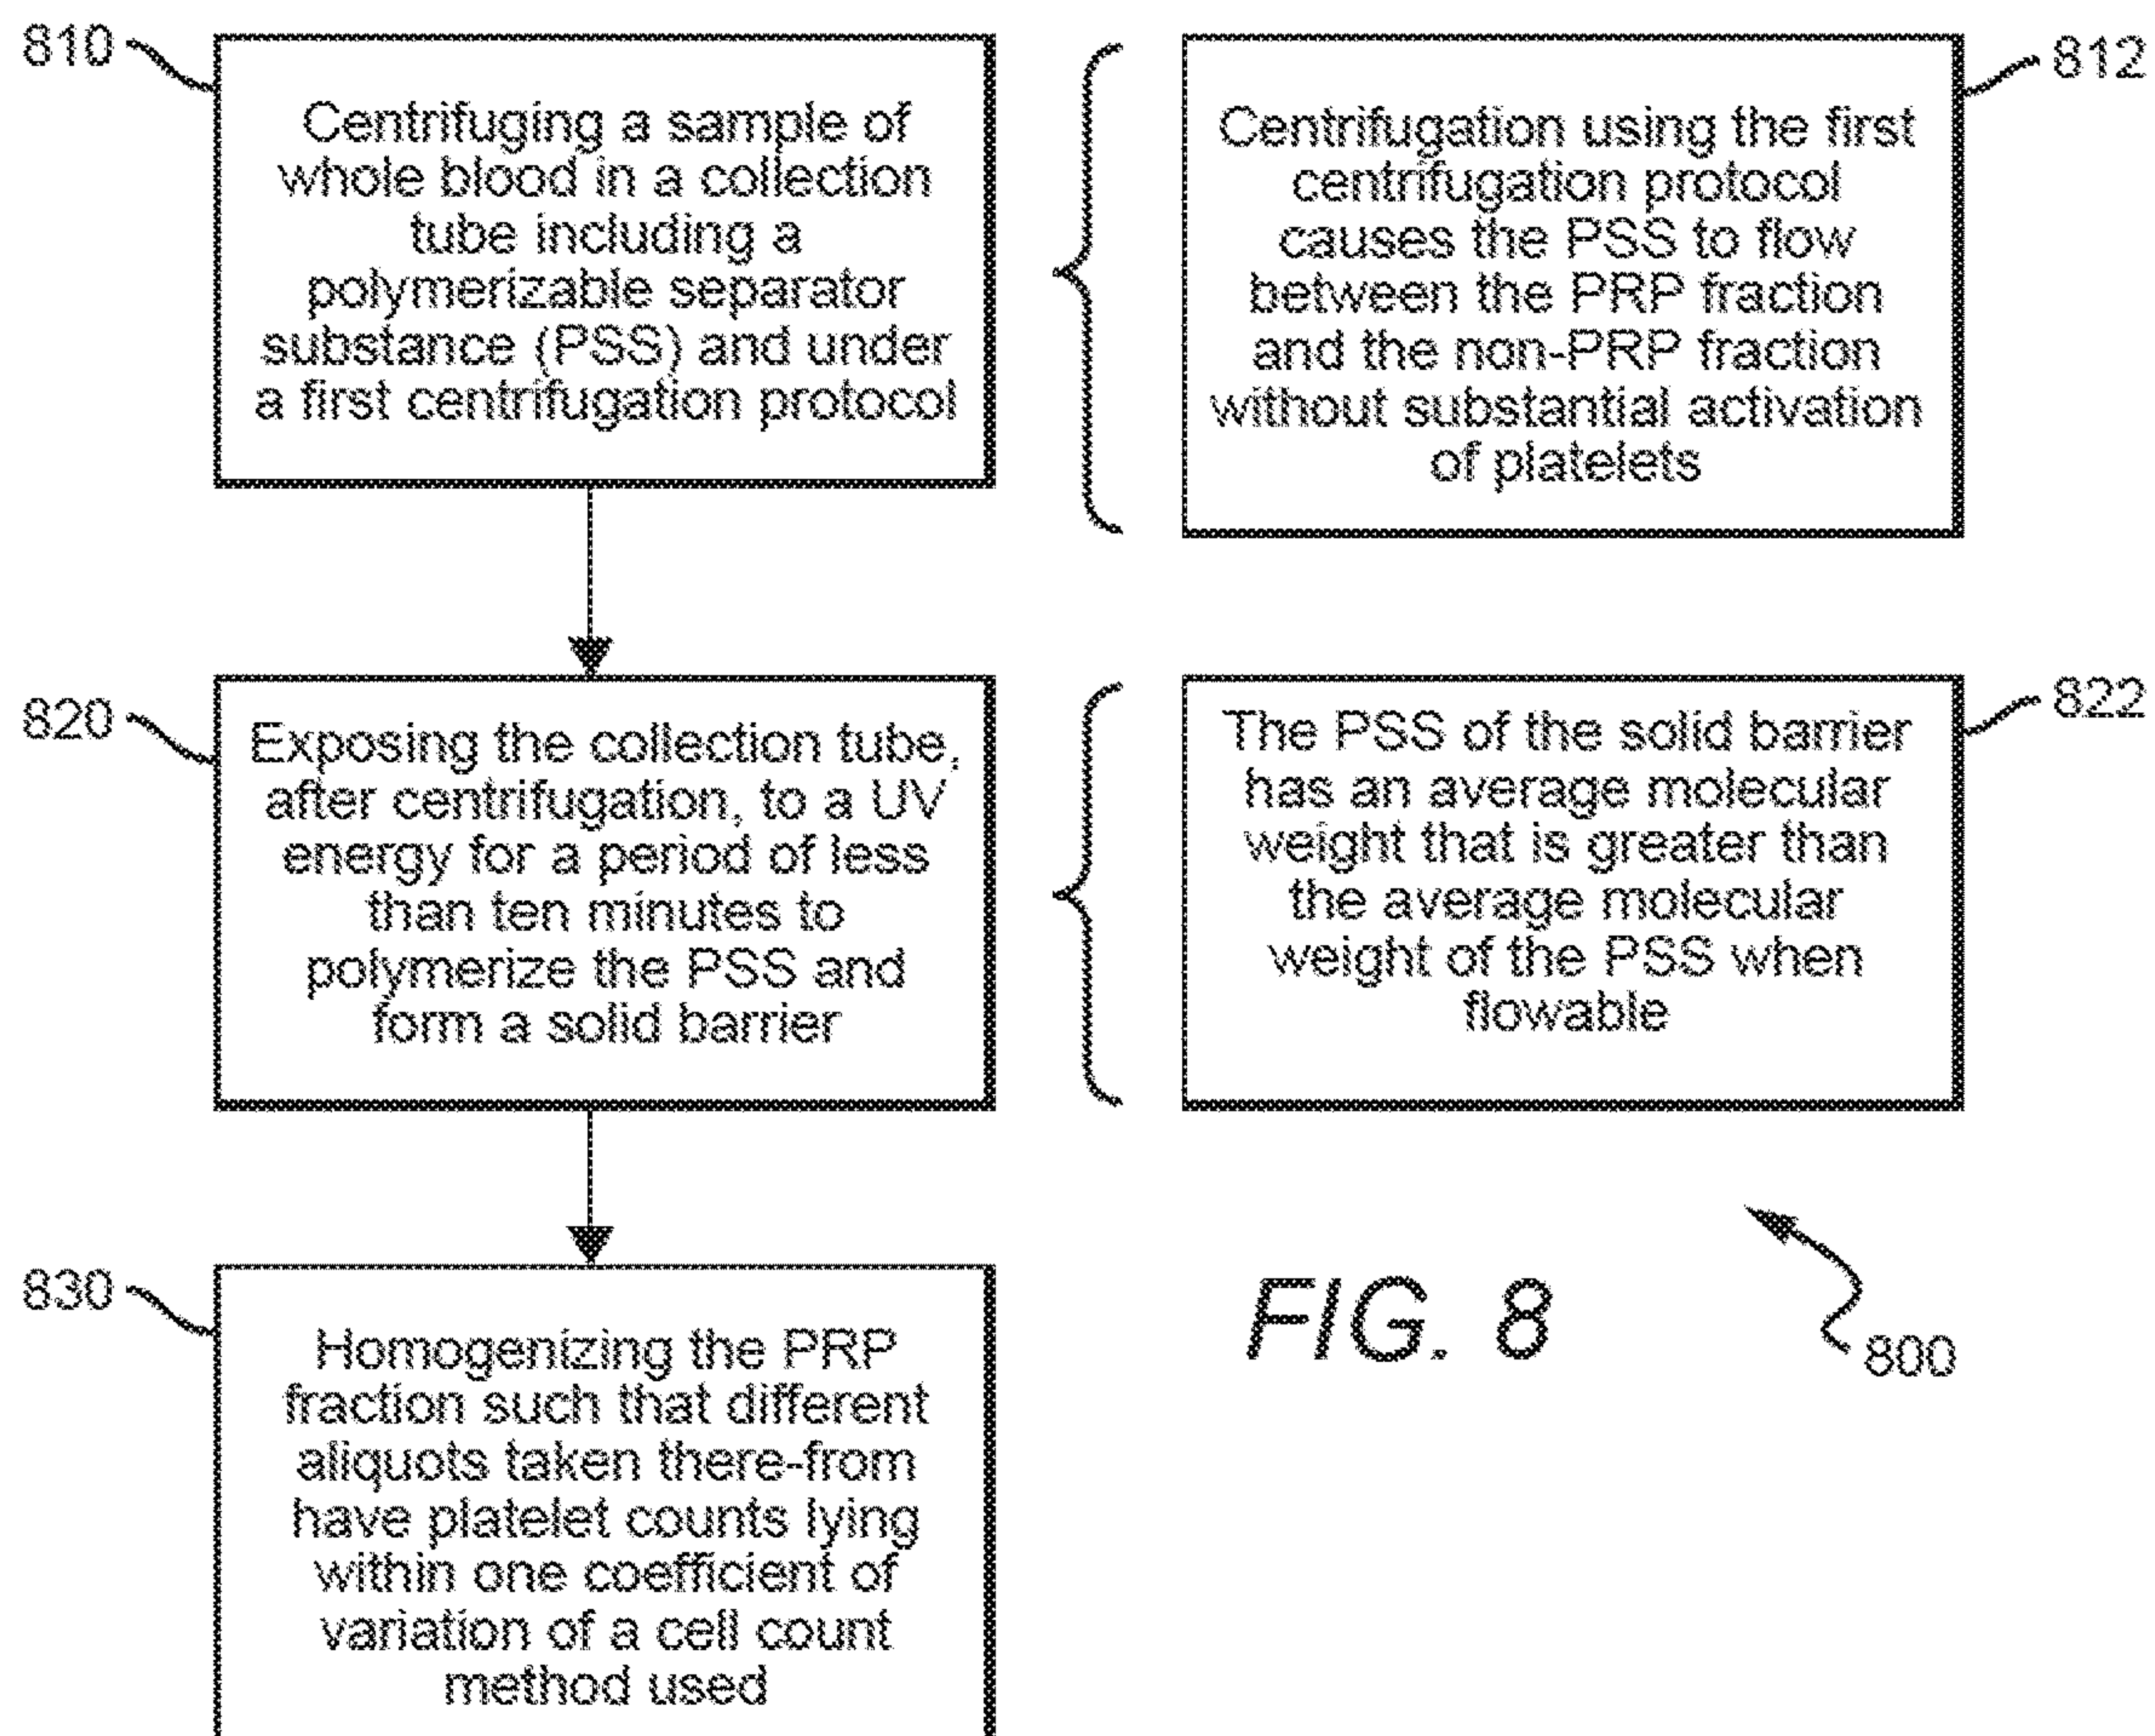 810
Centrifuging a sample of
whole blood in a collection
tube including a
polymerizable separator
substance (PSS) and under
a first centrifugation protocol
812
Centrifugation using the first
centrifugation protocol
causes the PSS to flow
between the PRP fraction
and the non-PRP fraction
without substantial activation
of platelets
820
Exposing the collection tube,
after centrifugation, to a UV
energy for a period of less
than ten minutes to
polymerize the PSS and
form a solid barrier
822
The PSS of the solid barrier
has an average molecular
weight that is greater than
the average molecular
weight of the PSS when
flowable
830
Homogenizing the PRP
fraction such that different
aliquots taken there-from
have platelet counts lying
within one coefficient of
variation of a cell count
method used
FIG. 8
800